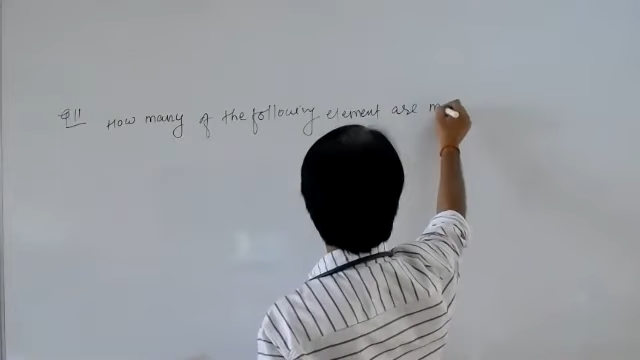 Q11 How many of the following element are